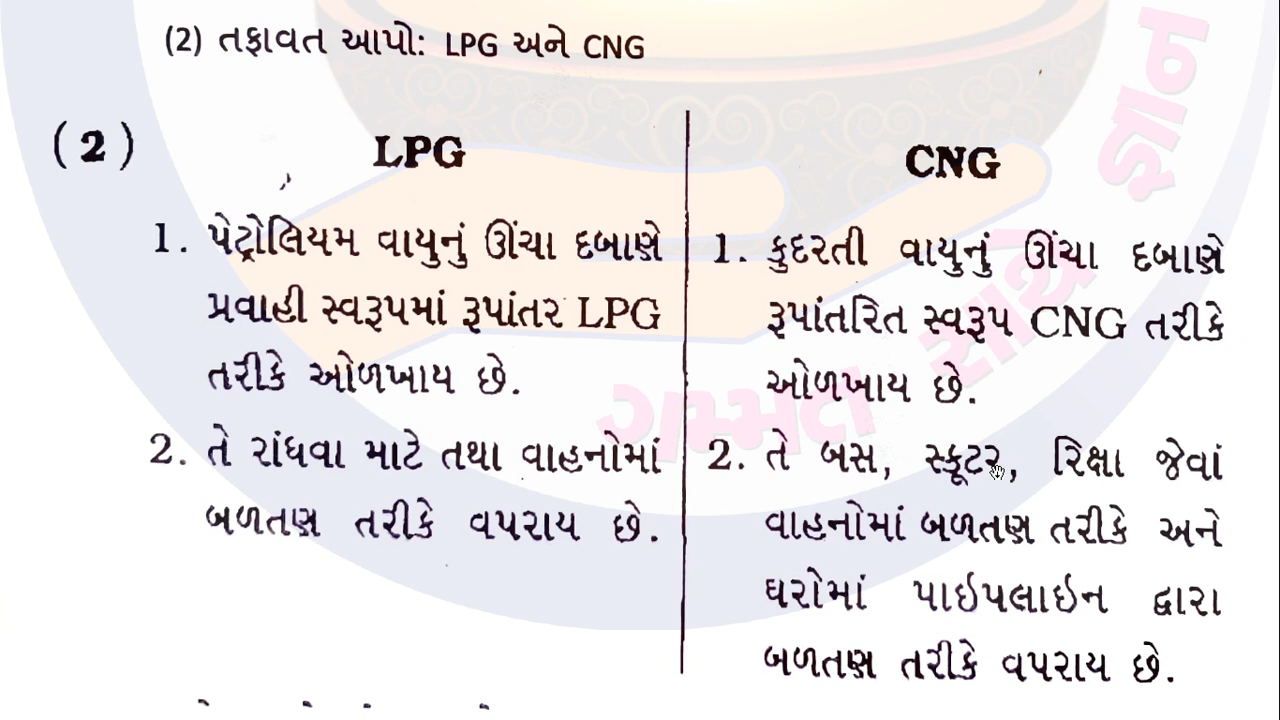 (2) તફાવત આપો: LPG અને CNG
(2)
LPG
1. પેટ્રોલિયમ વાયુનું ઊંચા દબાણે
પ્રવાહી સ્વરૂપમાં રૂપાંતર LPG
તરીકે ઓળખાય છે.
2. તે રાંધવા માટે તથા વાહનોમાં
બળતણ તરીકે વપરાય છે.
CNG
1. કુદરતી વાયુનું ઊંચા દબાણે
રૂપાંતરિત સ્વરૂપ CNG તરીકે
ઓળખાય છે.
2. તે બસ, સ્કૂટર, રિક્ષા જેવાં
વાહનોમાં બળતણ તરીકે અને
ઘરોમાં પાઇપલાઇન દ્વારા
બળતણ તરીકે વપરાય છે.
ગમ્મત સાથે જ્ઞાન